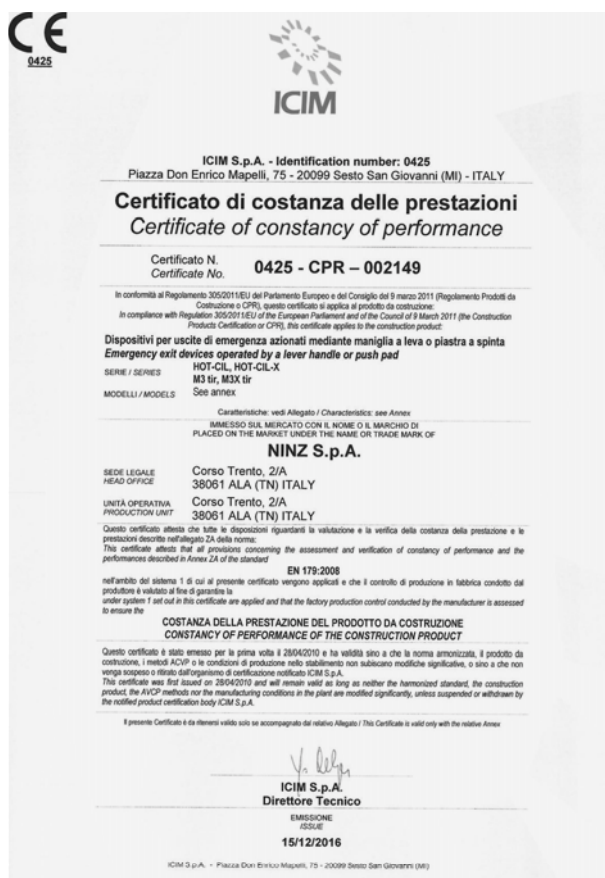 CE
0425
ICIM
ICIM S.p.A. - Identification number: 0425
Piazza Don Enrico Mapelli, 75 - 20099 Sesto San Giovanni (MI) - ITALY
Certificato di costanza delle prestazioni
Certificate of constancy of performance
Certificato N.
Certificate No.
0425 - CPR – 002149
In conformità al Regolamento 305/2011/EU del Parlamento Europeo e del Consiglio del 9 marzo 2011 (Regolamento Prodotti da
Costruzione o CPR), questo certificato si applica al prodotto da costruzione:
In compliance with Regulation 305/2011/EU of the European Parliament and of the Council of 9 March 2011 (the Construction
Products Certification or CPR), this certificate applies to the construction product:
Dispositivi per uscite di emergenza azionati mediante maniglia a leva o piastra a spinta
Emergency exit devices operated by a lever handle or push pad
SERIE / SERIES
HOT-CIL, HOT-CIL-X
M3 tir, M3X tir
MODELLI / MODELS
See annex
Caratteristiche: vedi Allegato / Characteristics: see Annex
IMMESSO SUL MERCATO CON IL NOME O IL MARCHIO DI
PLACED ON THE MARKET UNDER THE NAME OR TRADE MARK OF
NINZ S.p.A.
SEDE LEGALE
HEAD OFFICE
Corso Trento, 2/A
38061 ALA (TN) ITALY
UNITÀ OPERATIVA
PRODUCTION UNIT
Corso Trento, 2/A
38061 ALA (TN) ITALY
Questo certificato attesta che tutte le disposizioni riguardanti la valutazione e la verifica della costanza della prestazione e le
prestazioni descritte nell'allegato ZA della norma:
This certificate attests that all provisions concerning the assessment and verification of constancy of performance and the
performances described in Annex ZA of the standard
EN 179:2008
nell'ambito del sistema 1 di cui al presente certificato vengono applicati e che il controllo di produzione in fabbrica condotto dal
produttore è valutato al fine di garantire la
under system 1 set out in this certificate are applied and that the factory production control conducted by the manufacturer is assessed
to ensure the
COSTANZA DELLA PRESTAZIONE DEL PRODOTTO DA COSTRUZIONE
CONSTANCY OF PERFORMANCE OF THE CONSTRUCTION PRODUCT
Questo certificato è stato emesso per la prima volta il 28/04/2010 e ha validità sino a che la norma armonizzata, il prodotto da
costruzione, i metodi ACVP o le condizioni di produzione nello stabilimento non subiscano modifiche significative, o sino a che non
venga sospeso o ritirato dall'organismo di certificazione notificato ICIM S.p.A.
This certificate was first issued on 28/04/2010 and will remain valid as long as neither the harmonized standard, the construction
product, the AVCP methods nor the manufacturing conditions in the plant are modified significantly, unless suspended or withdrawn by
the notified product certification body ICIM S.p.A.
Il presente Certificato è da ritenersi valido solo se accompagnato dal relativo Allegato / This Certificate is valid only with the relative Annex
ICIM S.p.A.
Direttore Tecnico
EMISSIONE
ISSUE
15/12/2016
ICIM S.p.A. - Piazza Don Enrico Mapelli, 75 - 20099 Sesto San Giovanni (MI)